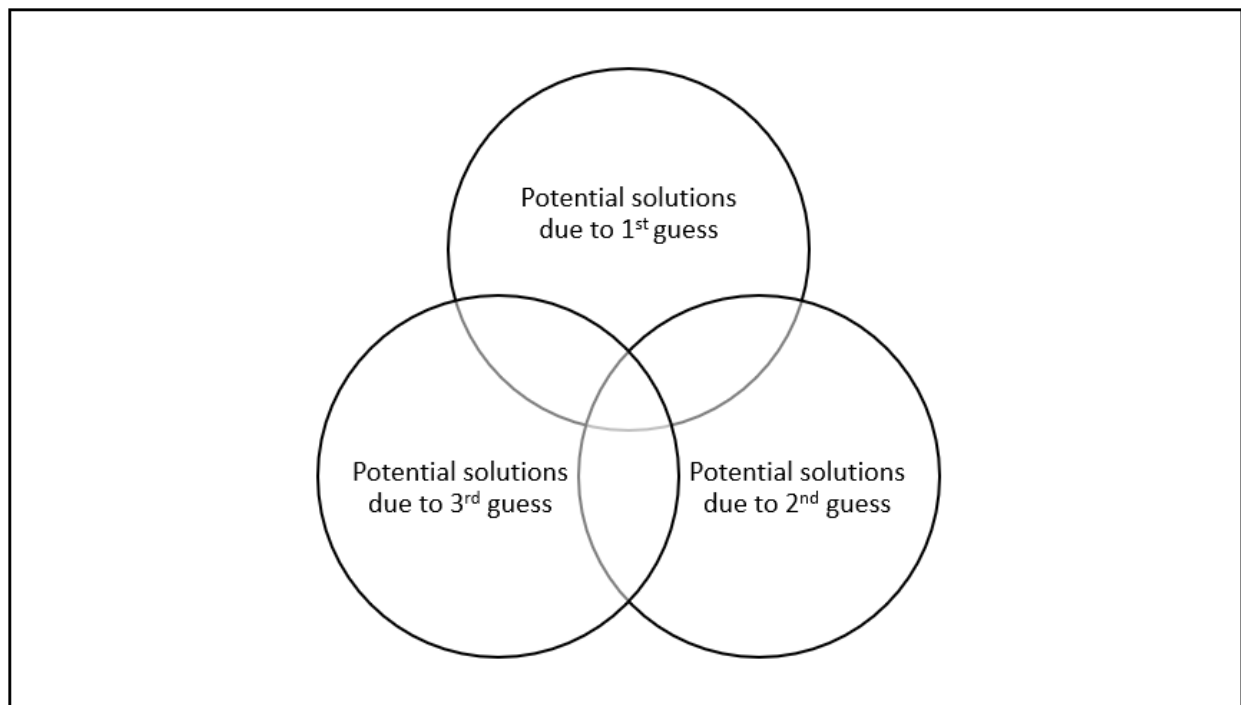 Potential solutions
due to 1st guess
Potential solutions
due to 3rd guess
Potential solutions
due to 2nd guess